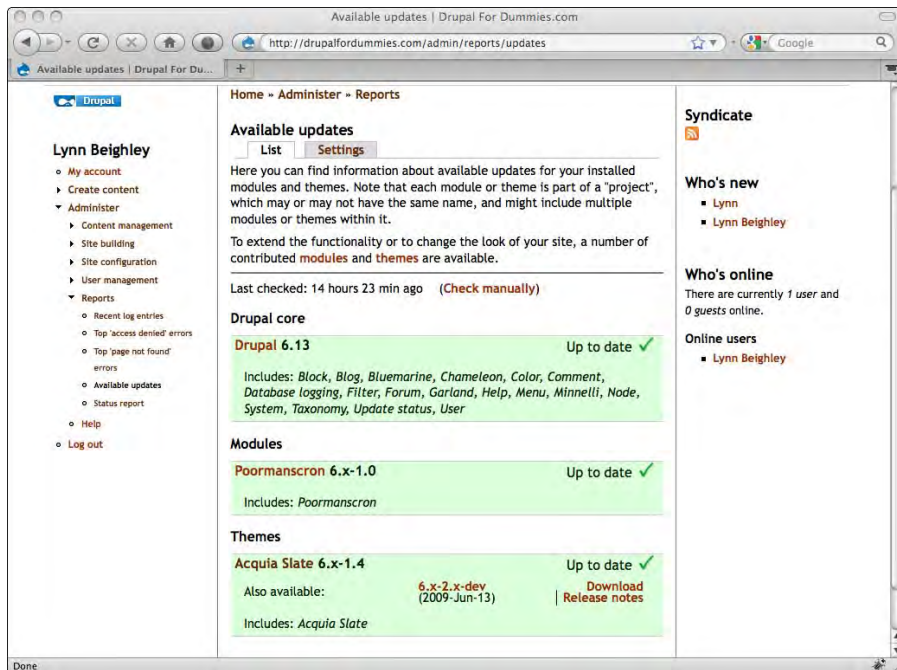 Available updates | Drupal For Dummies.com
http://drupalfordummies.com/admin/reports/updates
Google
Available updates | Drupal For Du...
Drupal
Lynn Beighley
My account
Create content
Administer
Content management
Site building
Site configuration
User management
Reports
Recent log entries
Top 'access denied' errors
Top 'page not found'
errors
Available updates
Status report
Help
Log out
Home » Administer » Reports
Available updates
List
Settings
Here you can find information about available updates for your installed
modules and themes. Note that each module or theme is part of a "project",
which may or may not have the same name, and might include multiple
modules or themes within it.
To extend the functionality or to change the look of your site, a number of
contributed modules and themes are available.
Last checked: 14 hours 23 min ago (Check manually)
Drupal core
Drupal 6.13 Up to date
Includes: Block, Blog, Bluemarine, Chameleon, Color, Comment,
Database logging, Filter, Forum, Garland, Help, Menu, Minnelli, Node,
System, Taxonomy, Update status, User
Modules
Poormanscron 6.x-1.0 Up to date
Includes: Poormanscron
Themes
Acquia Slate 6.x-1.4 Up to date
Also available: 6.x-2.x-dev Download
(2009-Jun-13) | Release notes
Includes: Acquia Slate
Syndicate
Who's new
Lynn
Lynn Beighley
Who's online
There are currently 1 user and
0 guests online.
Online users
Lynn Beighley
Done